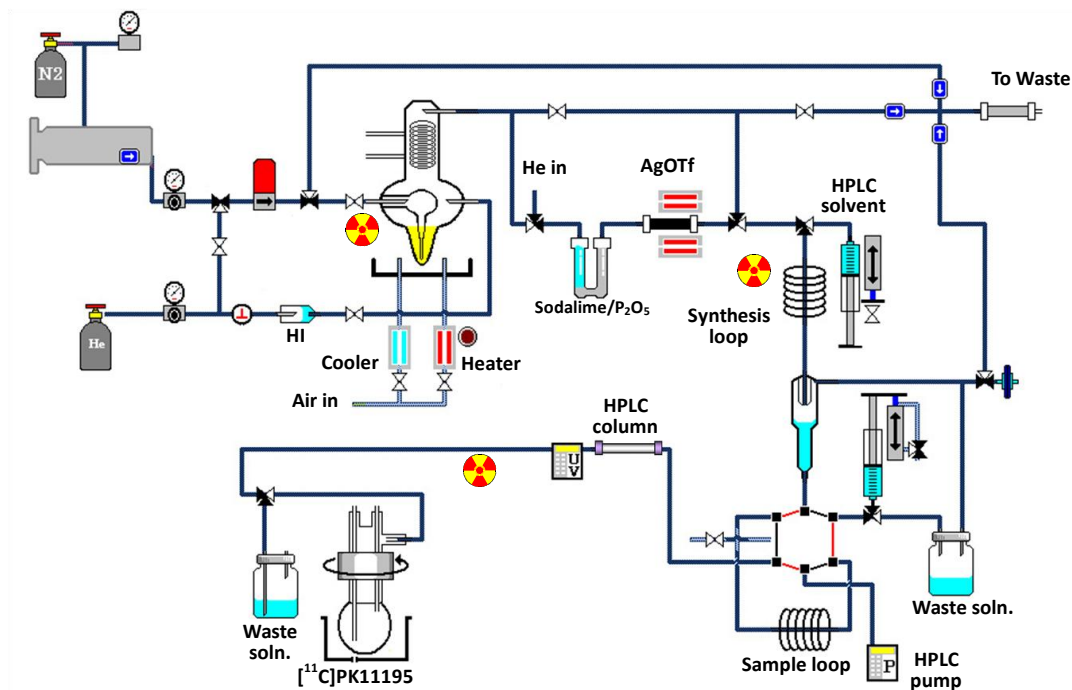 N2
To Waste
He in
AgOTf
HPLC
solvent
Sodalime/P₂O₅
Synthesis
loop
He
HI
Cooler
Heater
Air in
HPLC
column
U
V
Waste
soln.
[¹¹C]PK11195
Sample loop
P
HPLC
pump
Waste soln.